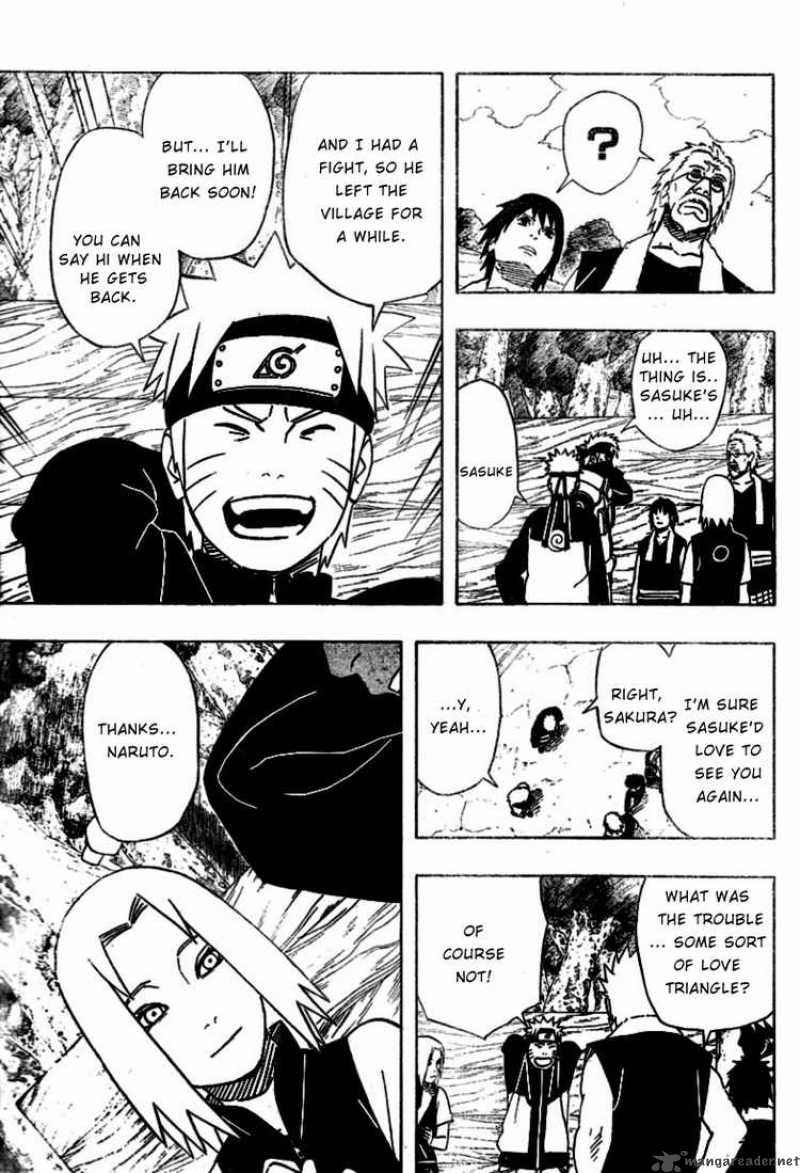 ?
UH... THE
THING IS..
SASUKE'S
... UH...
SASUKE
AND I HAD A
FIGHT, SO HE
LEFT THE
VILLAGE FOR
A WHILE.
BUT... I'LL
BRING HIM
BACK SOON!
YOU CAN
SAY HI WHEN
HE GETS
BACK.
I'M SURE
SASUKE'D
LOVE TO
SEE YOU
AGAIN...
RIGHT,
SAKURA?
...Y,
YEAH...
WHAT WAS
THE TROUBLE
... SOME SORT
OF LOVE
TRIANGLE?
OF
COURSE
NOT!
THANKS...
NARUTO.
mangareader.net